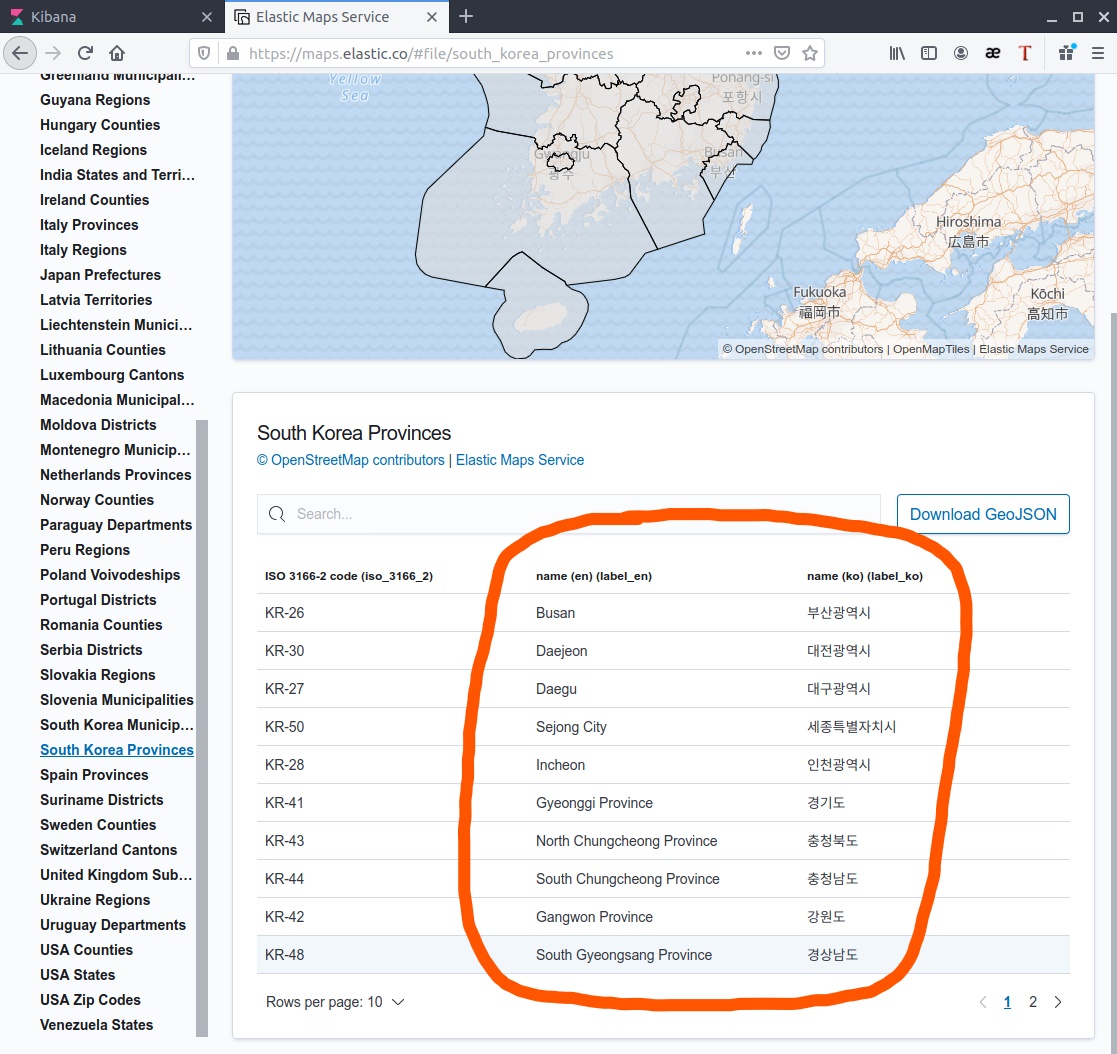 Kibana
Elastic Maps Service
https://maps.elastic.co/#file/south_korea_provinces
Greenland Municipali...
Guyana Regions
Hungary Counties
Iceland Regions
India States and Terri...
Ireland Counties
Italy Provinces
Italy Regions
Japan Prefectures
Latvia Territories
Liechtenstein Munici...
Lithuania Counties
Luxembourg Cantons
Macedonia Municipal...
Moldova Districts
Montenegro Municip...
Netherlands Provinces
Norway Counties
Paraguay Departments
Peru Regions
Poland Voivodeships
Portugal Districts
Romania Counties
Serbia Districts
Slovakia Regions
Slovenia Municipalities
South Korea Municip...
South Korea Provinces
Spain Provinces
Suriname Districts
Sweden Counties
Switzerland Cantons
United Kingdom Sub...
Ukraine Regions
Uruguay Departments
USA Counties
USA States
USA Zip Codes
Venezuela States
Yellow
Sea
Pohang-si
포항시
Gwangju
광주
Busan
부산
Hiroshima
広島市
Fukuoka
福岡市
Kōchi
高知市
© OpenStreetMap contributors | OpenMapTiles | Elastic Maps Service
South Korea Provinces
© OpenStreetMap contributors | Elastic Maps Service
Search...
Download GeoJSON
ISO 3166-2 code (iso_3166_2) name (en) (label_en) name (ko) (label_ko)
KR-26 Busan 부산광역시
KR-30 Daejeon 대전광역시
KR-27 Daegu 대구광역시
KR-50 Sejong City 세종특별자치시
KR-28 Incheon 인천광역시
KR-41 Gyeonggi Province 경기도
KR-43 North Chungcheong Province 충청북도
KR-44 South Chungcheong Province 충청남도
KR-42 Gangwon Province 강원도
KR-48 South Gyeongsang Province 경상남도
Rows per page: 10
1 2